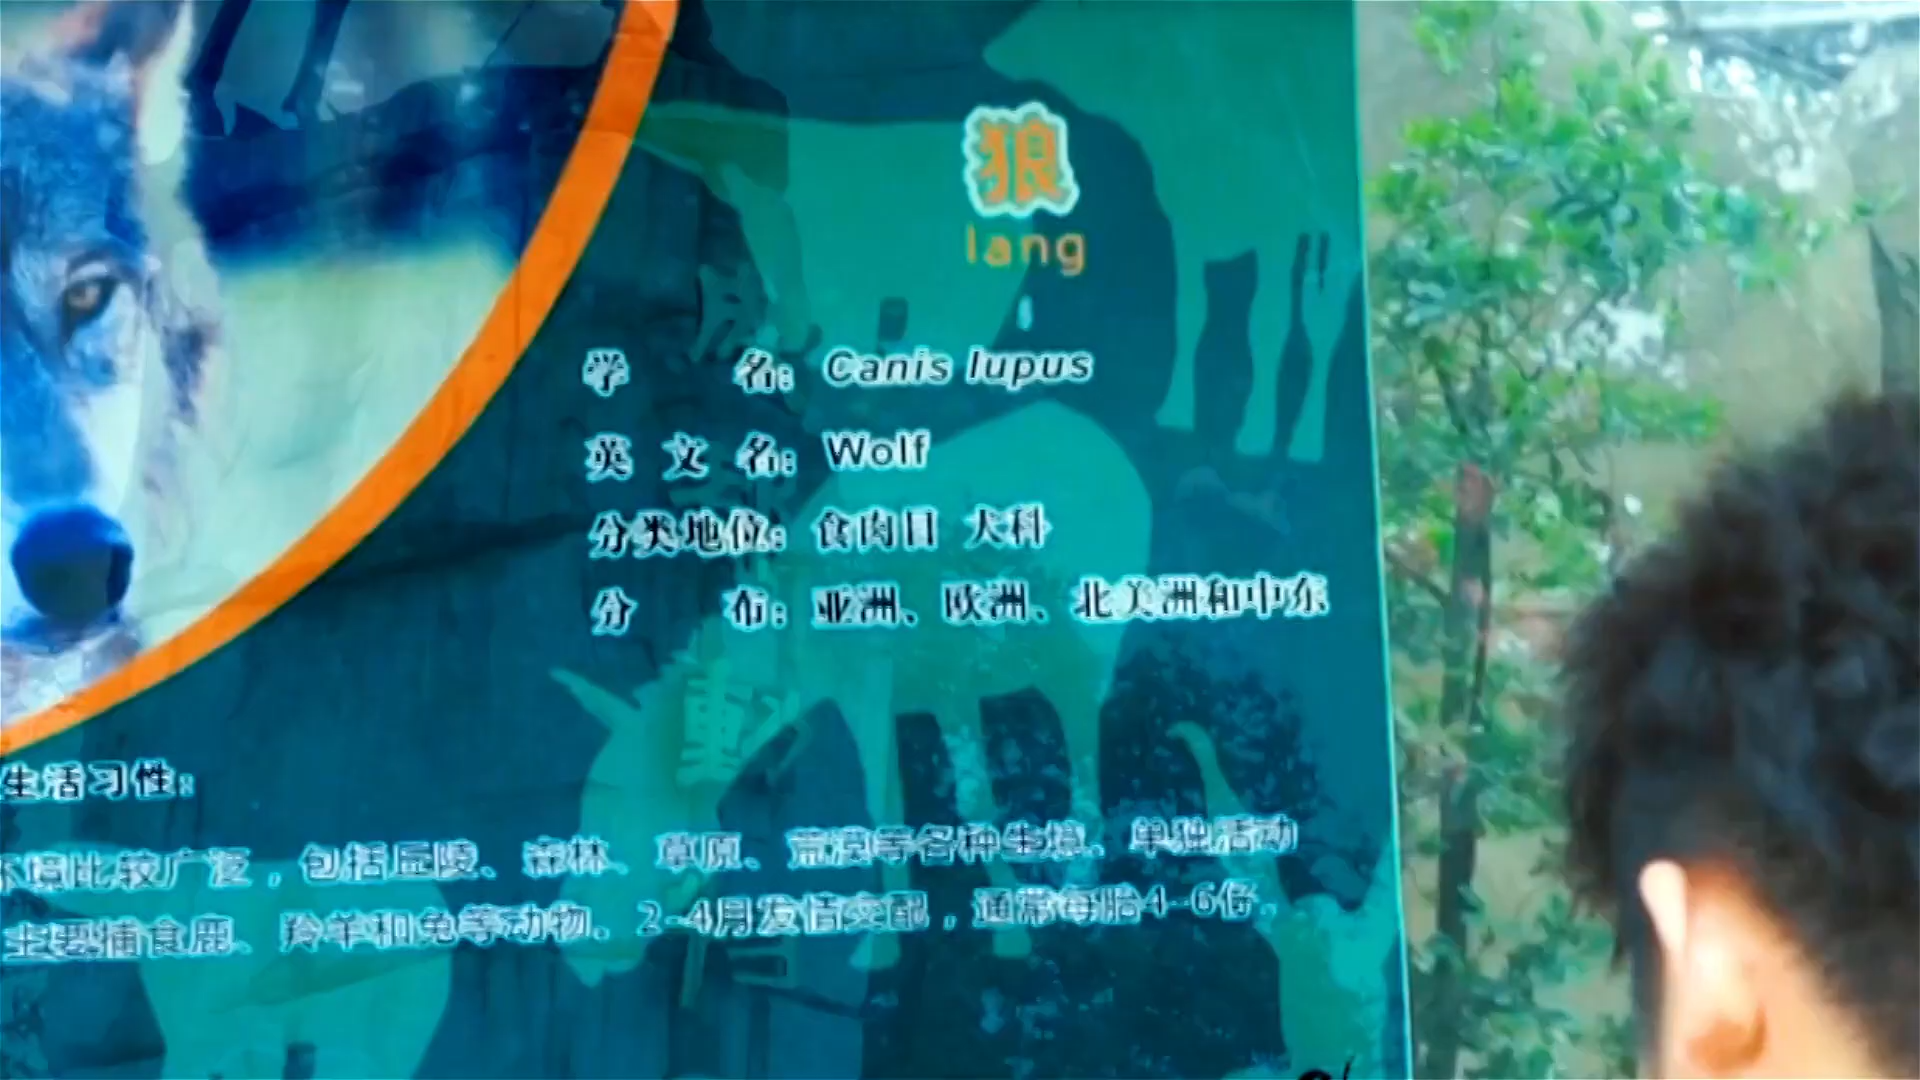 狼
lang
学 名: Canis lupus
英 文 名: Wolf
分类地位: 食肉目 犬科
分 布: 亚洲、欧洲、北美洲和中东
生活习性:
环境比较广泛，包括丘陵、森林、草原、荒漠等各种生境、单独活动
主要捕食鹿、羚羊和兔等动物。2-4月发情交配，通常每胎4-6仔。